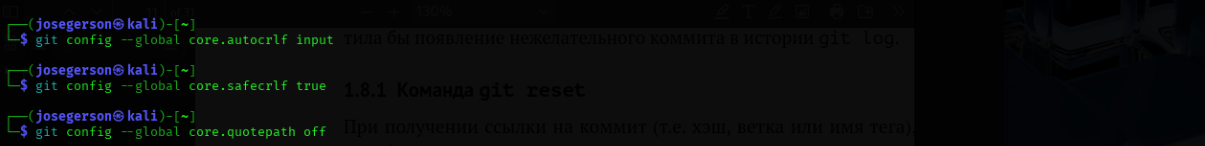 130%
┌──(josegerson㉿kali)-[~]
└─$ git config --global core.autocrlf input
тила бы появление нежелательного коммита в истории git log.
┌──(josegerson㉿kali)-[~]
└─$ git config --global core.safecrlf true
1.8.1 Команда git reset
┌──(josegerson㉿kali)-[~]
└─$ git config --global core.quotepath off
При получении ссылки на коммит (т.е. хэш, ветка или имя тега),